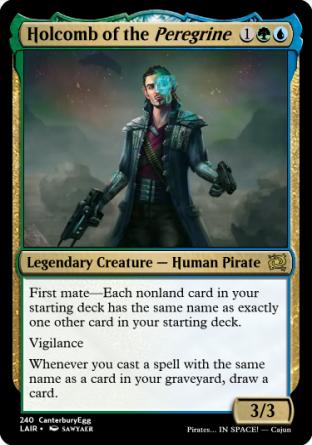 Holcomb of the Peregrine 1
Legendary Creature — Human Pirate
First mate—Each nonland card in your
starting deck has the same name as exactly
one other card in your starting deck.
Vigilance
Whenever you cast a spell with the same
name as a card in your graveyard, draw a
card.
3/3
240 CanterburyEgg
LAIR • SAWYAER
Pirates... IN SPACE! — Cajun